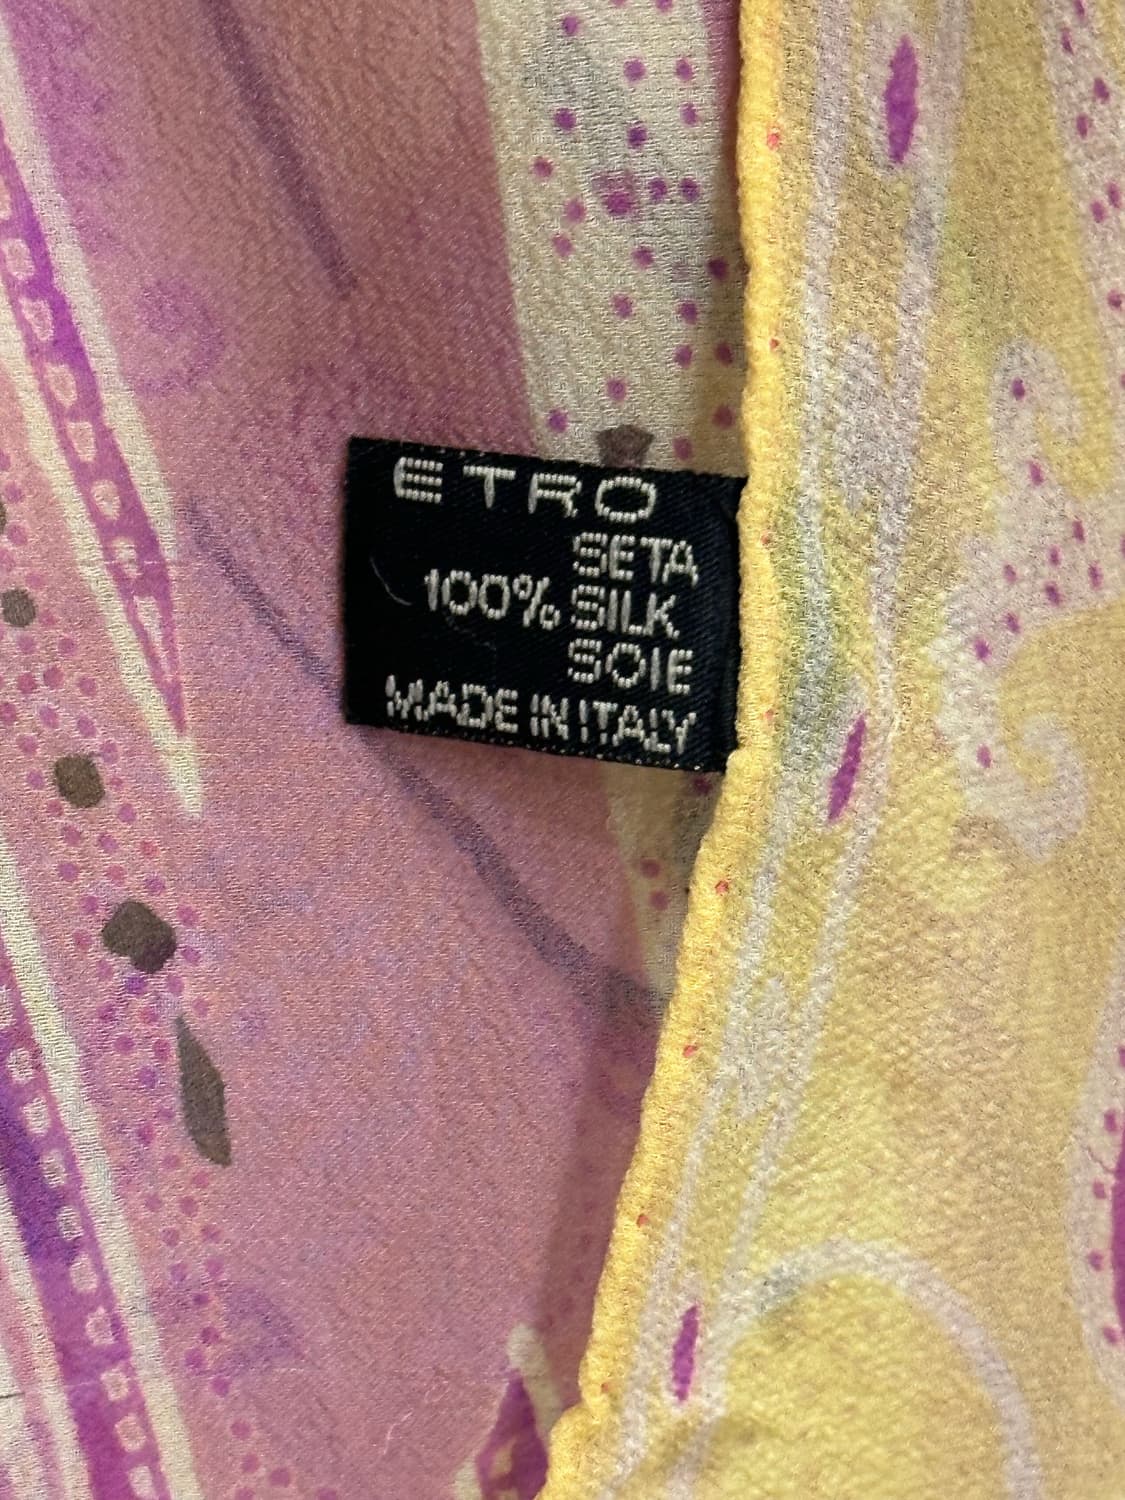 ETRO
SETA
100% SILK
SOIE
MADE IN ITALY